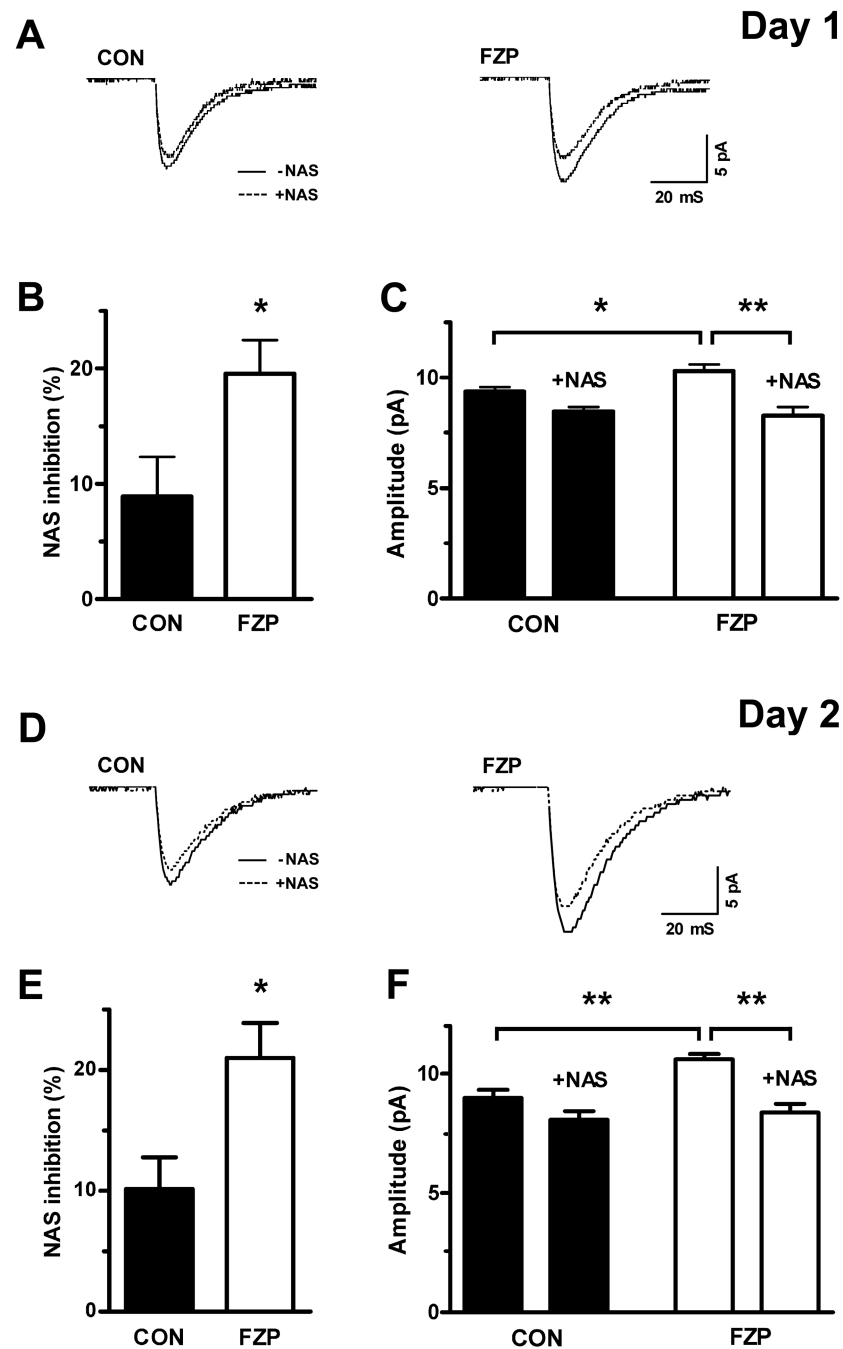 A
Day 1
CON
FZP
-NAS
+NAS
5 pA
20 mS
B
*
NAS inhibition (%)
20
10
0
CON
FZP
C
*
**
+NAS
+NAS
Amplitude (pA)
10
5
0
CON
FZP
D
Day 2
CON
FZP
-NAS
+NAS
5 pA
20 mS
E
*
NAS inhibition (%)
20
10
0
CON
FZP
F
**
**
+NAS
+NAS
Amplitude (pA)
10
5
0
CON
FZP